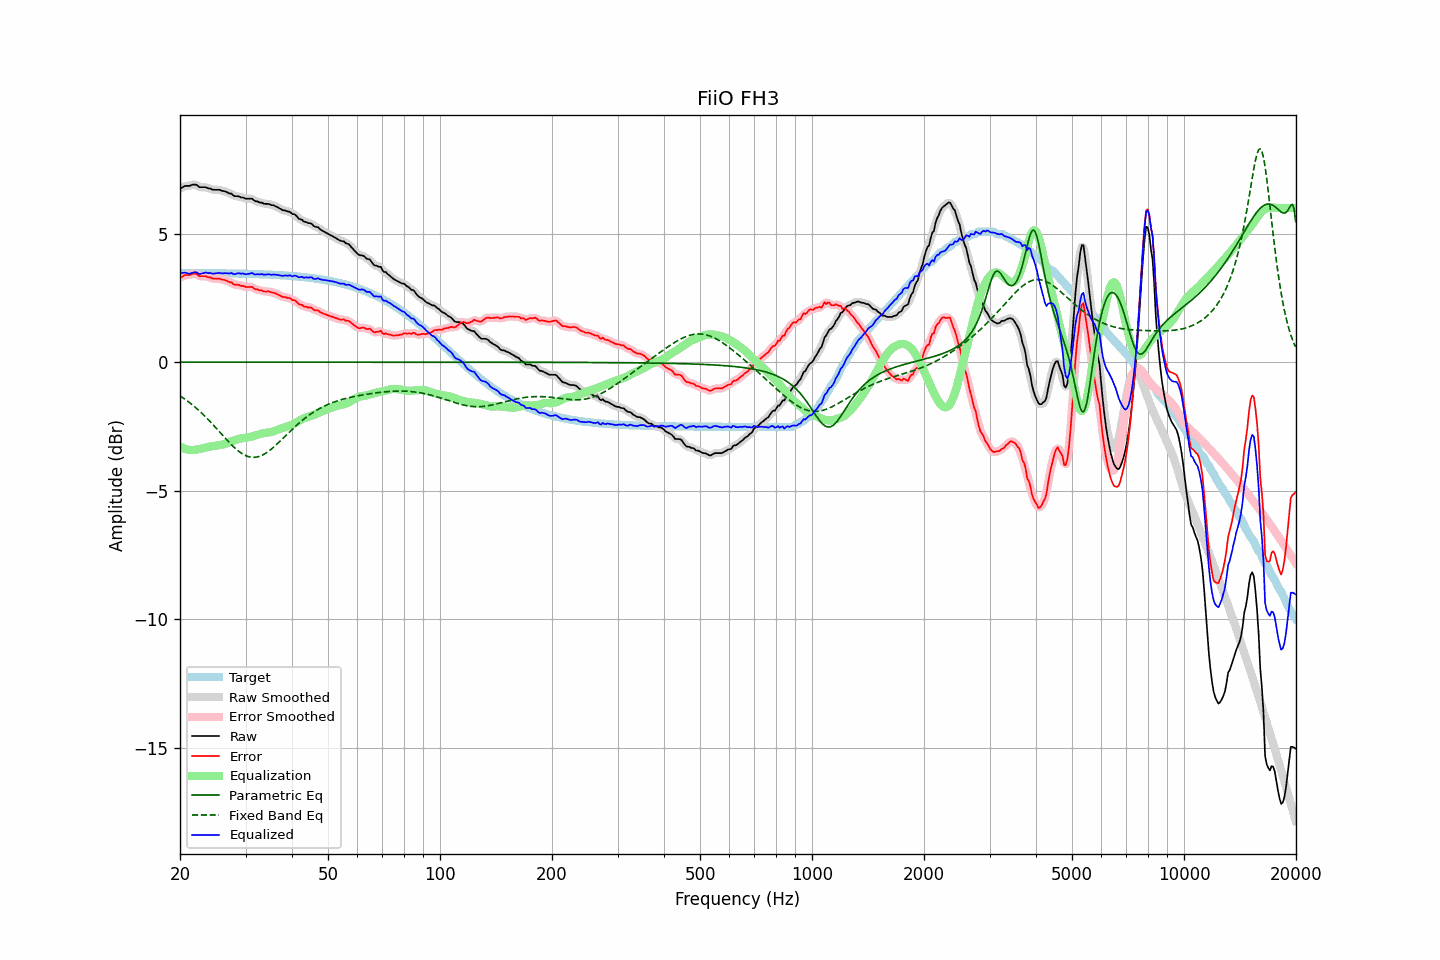 FiiO FH3
Amplitude (dBr)
5
0
−5
−10
−15
Target
Raw Smoothed
Error Smoothed
Raw
Error
Equalization
Parametric Eq
Fixed Band Eq
Equalized
20 50 100 200 500 1000 2000 5000 10000 20000
Frequency (Hz)